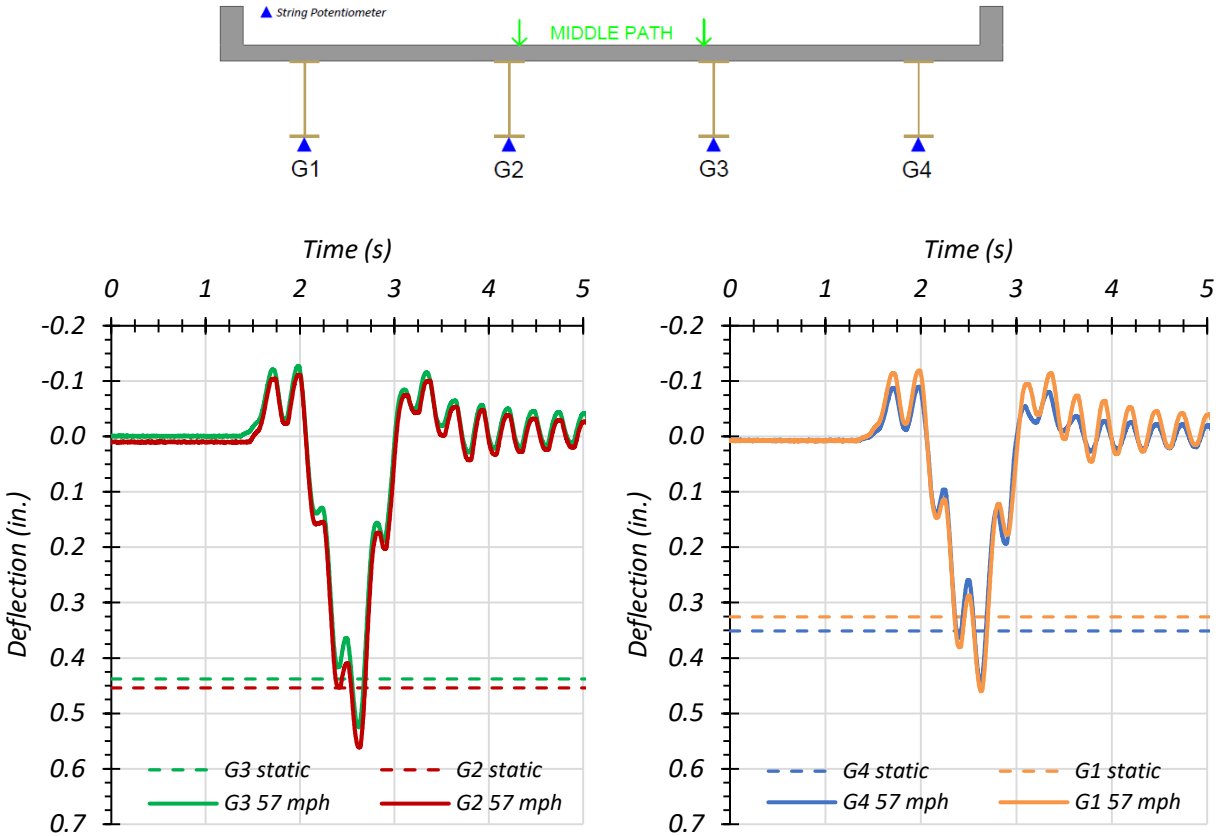 String Potentiometer
MIDDLE PATH
G1 G2 G3 G4
Time (s)
0 1 2 3 4 5
-0.2
-0.1
0.0
0.1
0.2
0.3
0.4
0.5
0.6
0.7
Deflection (in.)
G3 static G2 static
G3 57 mph G2 57 mph
Time (s)
0 1 2 3 4 5
-0.2
-0.1
0.0
0.1
0.2
0.3
0.4
0.5
0.6
0.7
Deflection (in.)
G4 static G1 static
G4 57 mph G1 57 mph